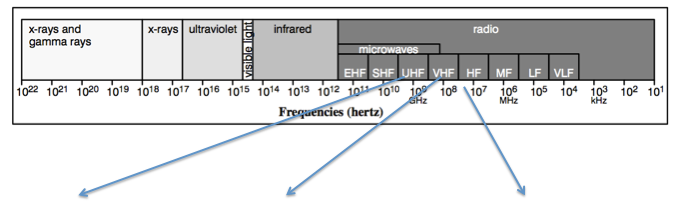 x-rays and gamma rays
x-rays
ultraviolet
visible light
infrared
radio
microwaves
EHF SHF UHF VHF HF MF LF VLF
10²² 10²¹ 10²⁰ 10¹⁹ 10¹⁸ 10¹⁷ 10¹⁶ 10¹⁵ 10¹⁴ 10¹³ 10¹² 10¹¹ 10¹⁰ 10⁹ 10⁸ 10⁷ 10⁶ 10⁵ 10⁴ 10³ 10² 10¹
GHz MHz kHz
Frequencies (hertz)